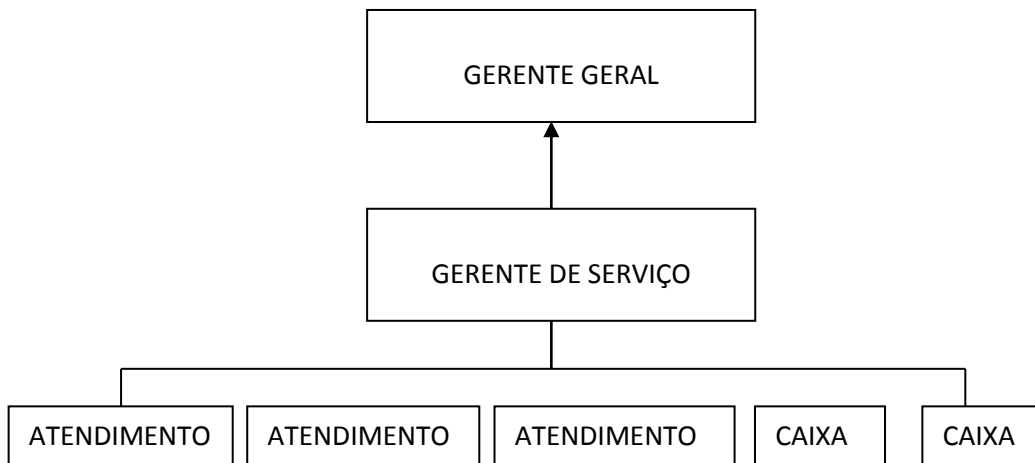 GERENTE GERAL
GERENTE DE SERVIÇO
ATENDIMENTO ATENDIMENTO ATENDIMENTO CAIXA CAIXA